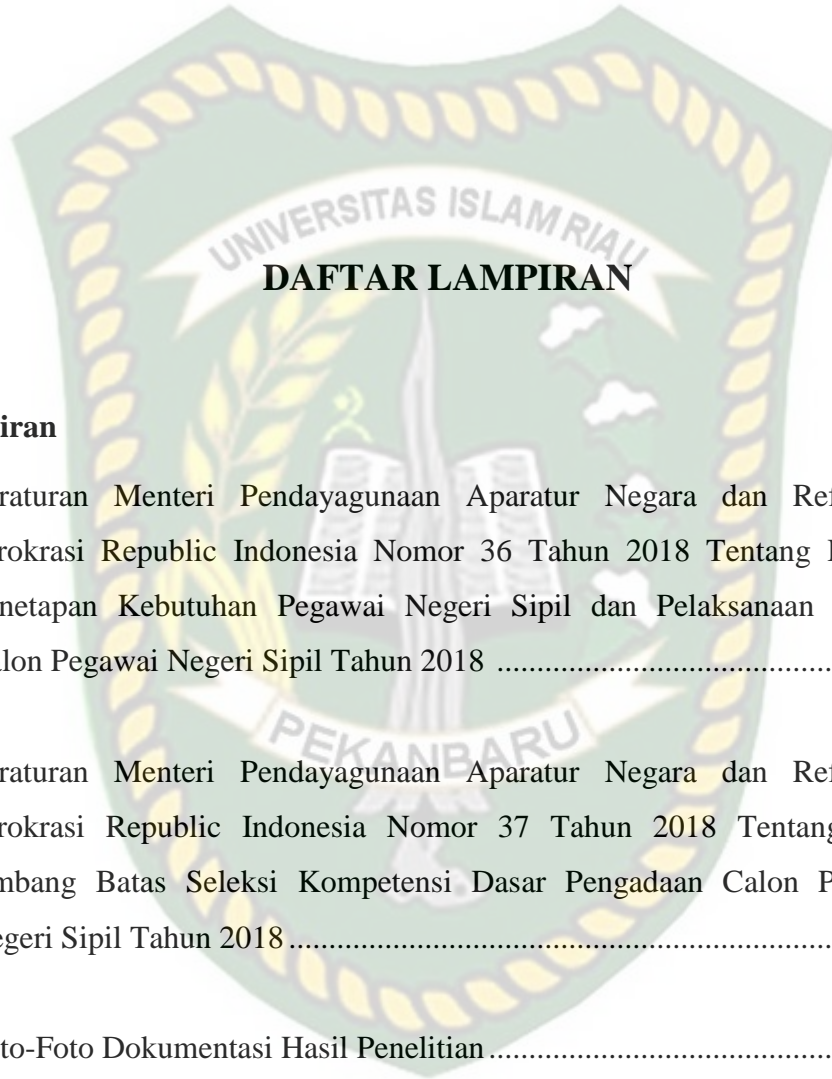 UNIVERSITAS ISLAM RIAU
DAFTAR LAMPIRAN
iran
raturan Menteri Pendayagunaan Aparatur Negara dan Ref
rokrasi Republic Indonesia Nomor 36 Tahun 2018 Tentang
netapan Kebutuhan Pegawai Negeri Sipil dan Pelaksanaan
alon Pegawai Negeri Sipil Tahun 2018 ..........................................
PEKANBARU
raturan Menteri Pendayagunaan Aparatur Negara dan Ref
rokrasi Republic Indonesia Nomor 37 Tahun 2018 Tentang
mbang Batas Seleksi Kompetensi Dasar Pengadaan Calon P
egeri Sipil Tahun 2018 ....................................................................
to-Foto Dokumentasi Hasil Penelitian ...........................................